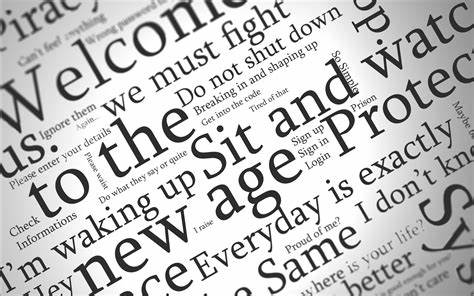 Piracy
Can't feel anything
Wrong password
Welcome
Ignore them
Again...
we must fight
us.
Please enter your details
Do not shut down
Breaking in and shaping up
Get into the code
Tired of that
So Simple
to the
Please wait
Do what they say or quite
Sit and watch
Prison
Check
Informations
I'm waking up
Sign up
Sign in
Login
Protec
Maybe
Hey
new age
I raise
Everyday is exactly
Proud of me?
the Same
I don't kn
where is your life?
better
can't g
Sy